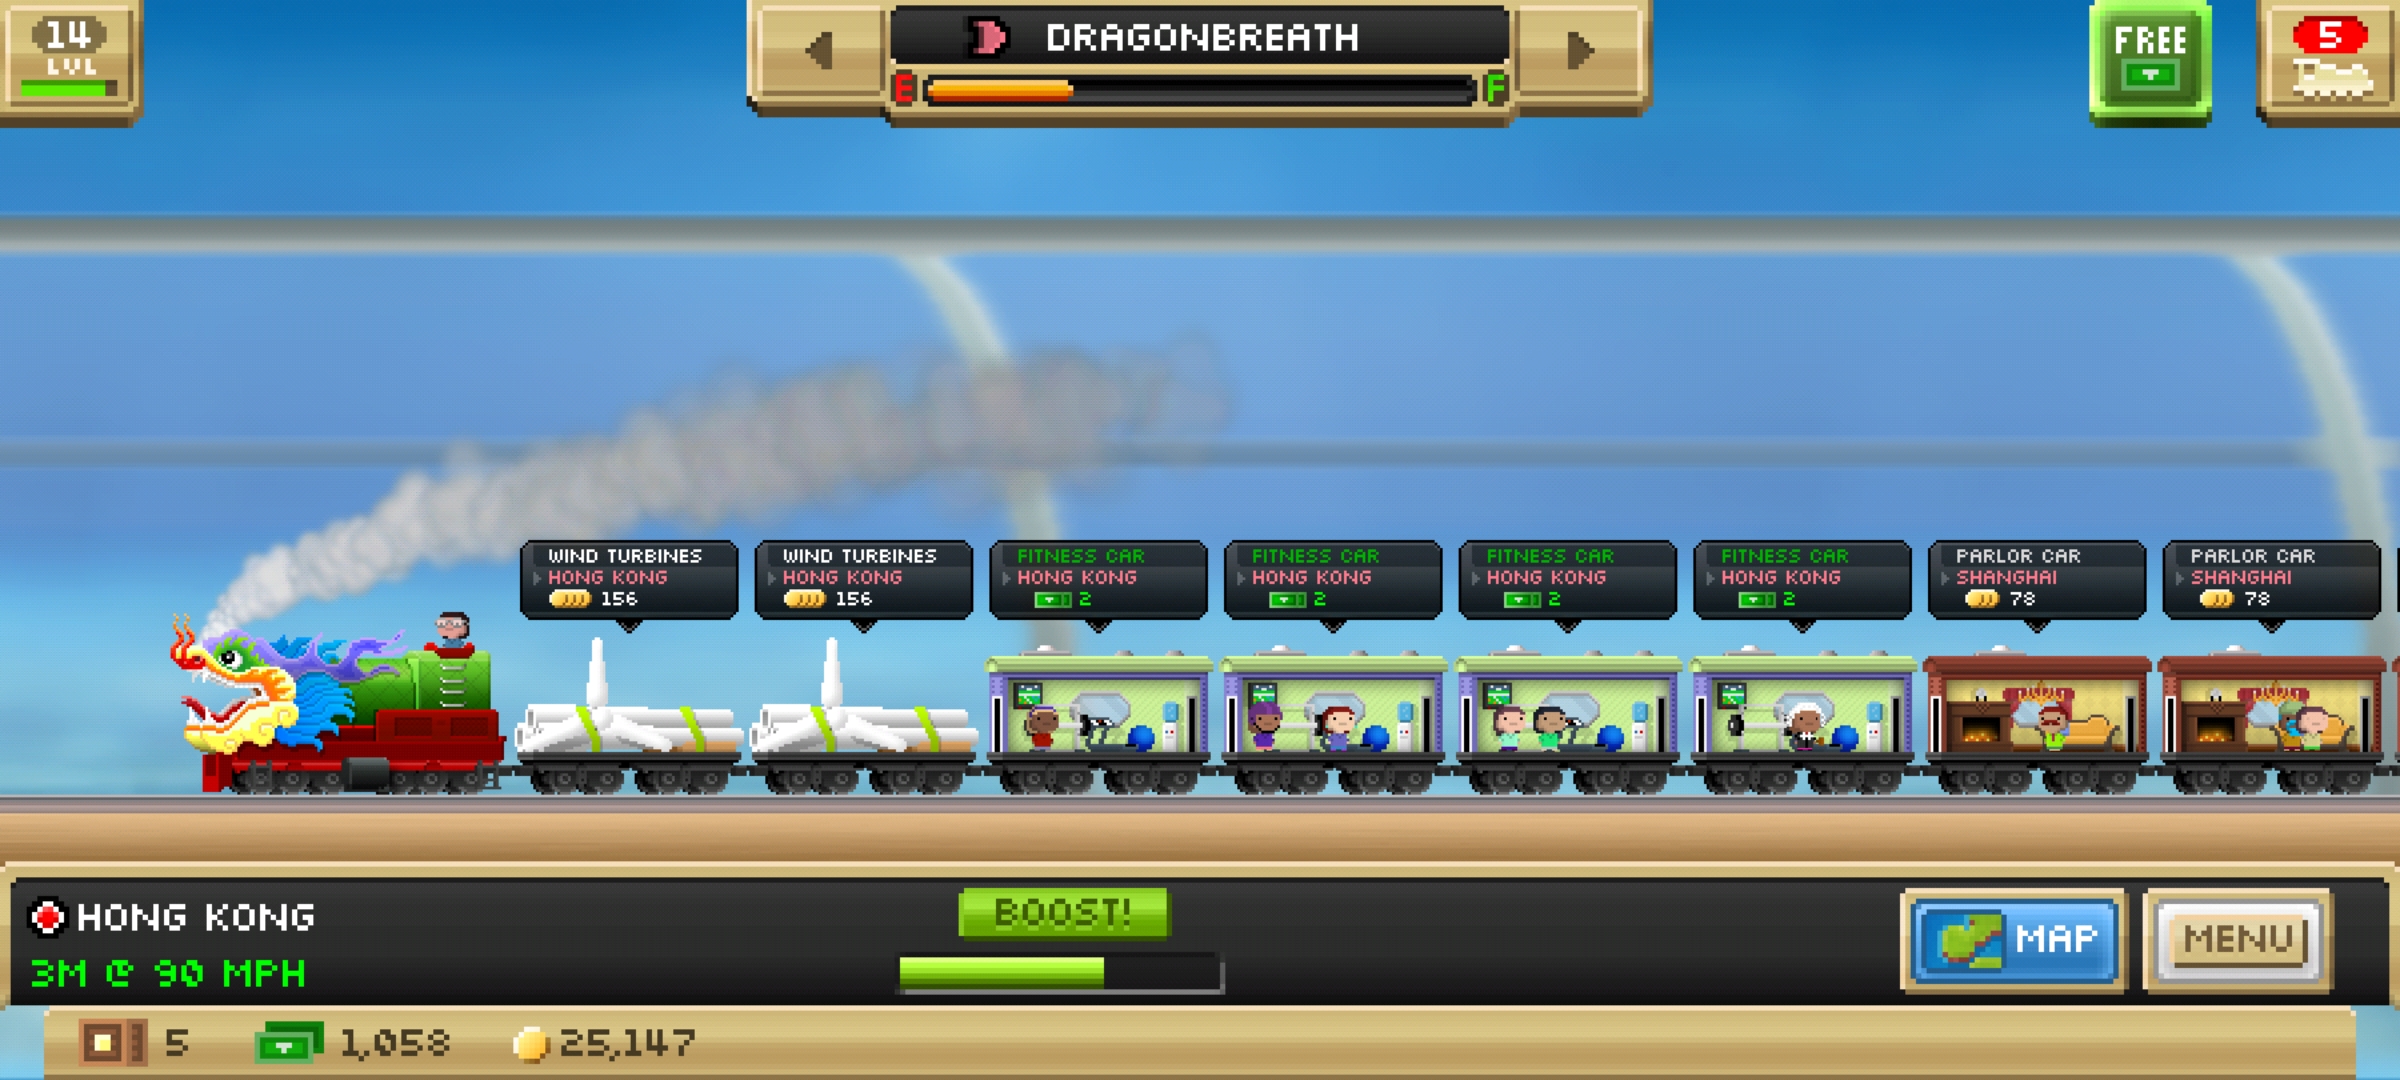 14
LVL
DRAGONBREATH
E
F
FREE
5
WIND TURBINES
HONG KONG
156
WIND TURBINES
HONG KONG
156
FITNESS CAR
HONG KONG
2
FITNESS CAR
HONG KONG
2
FITNESS CAR
HONG KONG
2
FITNESS CAR
HONG KONG
2
PARLOR CAR
SHANGHAI
78
PARLOR CAR
SHANGHAI
78
HONG KONG
3M @ 90 MPH
BOOST!
MAP
MENU
5
1,058
25,147